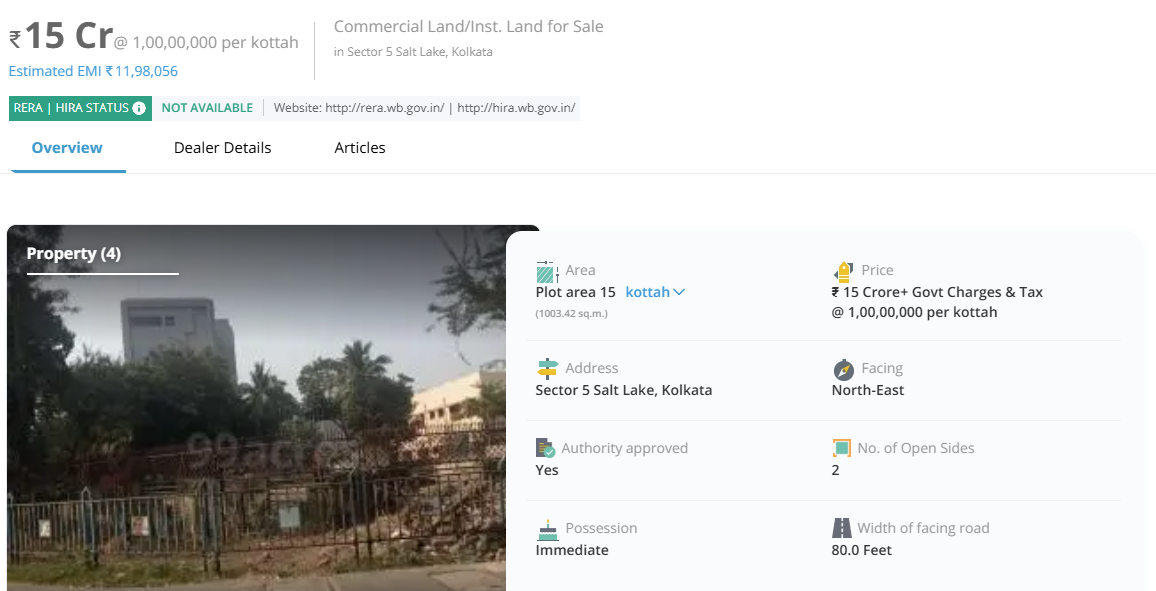 ₹15 Cr@ 1,00,00,000 per kottah
Estimated EMI ₹11,98,056
Commercial Land/Inst. Land for Sale
in Sector 5 Salt Lake, Kolkata
RERA | HIRA STATUS i NOT AVAILABLE Website: http://rera.wb.gov.in/ | http://hira.wb.gov.in/
Overview Dealer Details Articles
Property (4)
Area
Plot area 15 kottah
(1003.42 sq.m.)
Price
₹ 15 Crore+ Govt Charges & Tax
@ 1,00,00,000 per kottah
Address
Sector 5 Salt Lake, Kolkata
Facing
North-East
Authority approved
Yes
No. of Open Sides
2
Possession
Immediate
Width of facing road
80.0 Feet